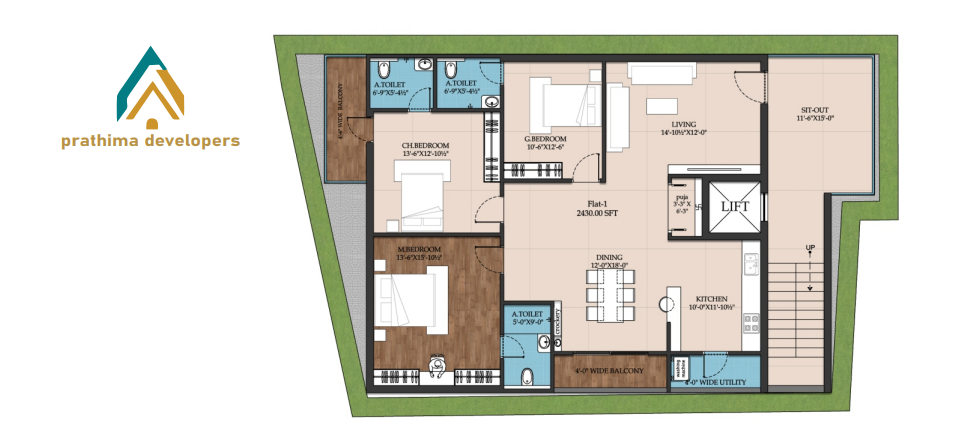 prathima developers
A.TOILET
6'-9"X5'-4½"
A.TOILET
6'-9"X5'-4½"
WIDE BALCONY
SIT-OUT
11'-6"X15'-0"
LIVING
14'-10½"X12'-0"
G.BEDROOM
10'-6"X12'-6"
CH.BEDROOM
13'-6"X12'-10½"
puja
3'-3" X
6'-3"
LIFT
Flat-1
2430.00 SFT
M.BEDROOM
13'-6"X15'-10½"
UP
DINING
12'-0"X18'-0"
KITCHEN
10'-0"X11'-10½"
A.TOILET
5'-0"X9'-0"
crockery
washing
machine
4'-0" WIDE BALCONY
4'-0" WIDE UTILITY